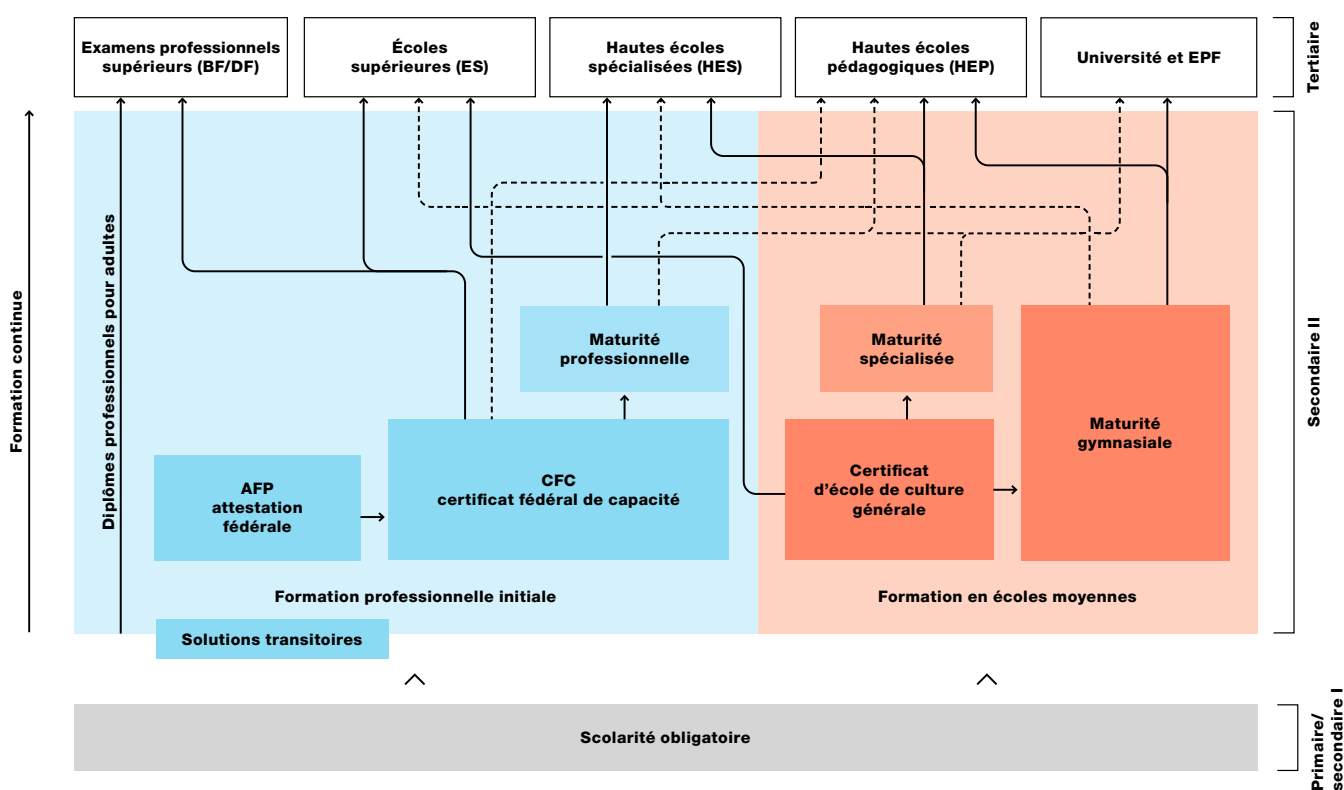 Examens professionnels
supérieurs (BF/DF)
Écoles
supérieures (ES)
Hautes écoles
spécialisées (HES)
Hautes écoles
pédagogiques (HEP)
Université et EPF
Tertiaire
Formation continue
Diplômes professionnels pour adultes
Maturité
professionnelle
Maturité
spécialisée
Maturité
gymnasiale
Secondaire II
AFP
attestation
fédérale
CFC
certificat fédéral de capacité
Certificat
d’école de culture
générale
Formation professionnelle initiale
Formation en écoles moyennes
Solutions transitoires
Scolarité obligatoire
Primaire/
secondaire I